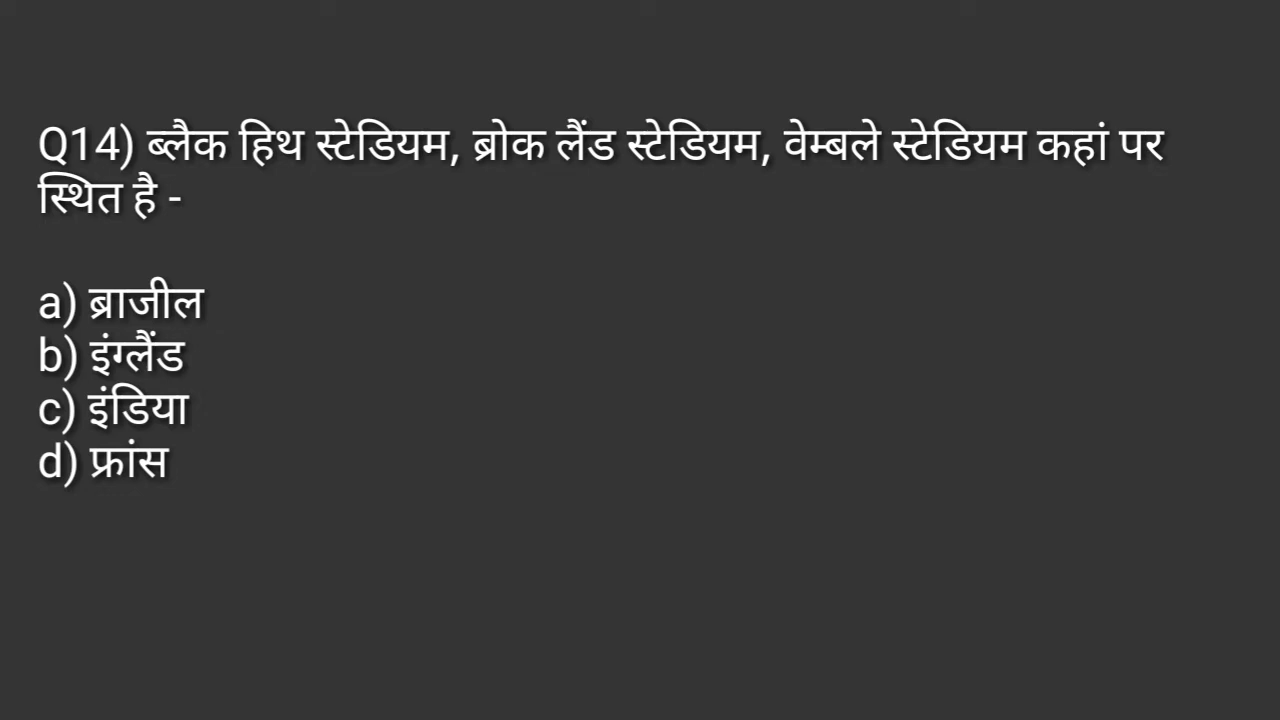 Q14) ब्लैक हिथ स्टेडियम, ब्रोक लैंड स्टेडियम, वेम्बले स्टेडियम कहां पर
स्थित है -
a) ब्राजील
b) इंग्लैंड
c) इंडिया
d) फ्रांस